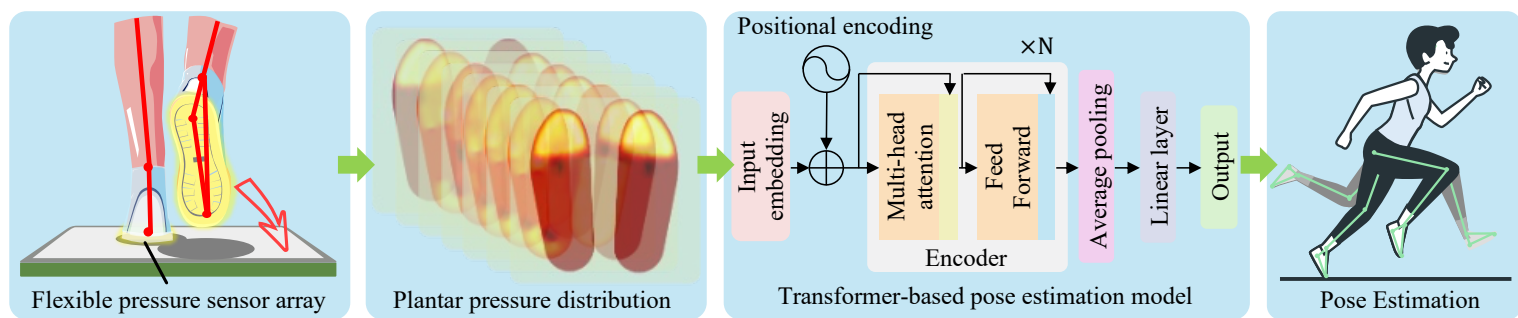 Flexible pressure sensor array
Plantar pressure distribution
Positional encoding
×N
Input
embedding
Multi-head
attention
Feed
Forward
Encoder
Average pooling
Linear layer
Output
Transformer-based pose estimation model
Pose Estimation